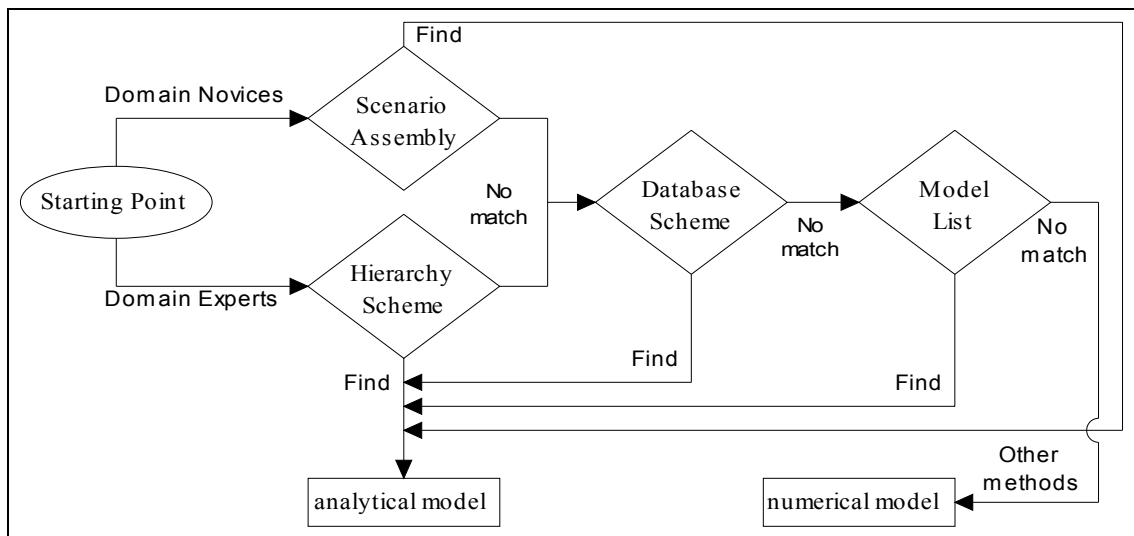 Find
Domain Novices
Scenario
Assembly
Starting Point
No
match
Database
Scheme
No
match
Model
List
No
match
Domain Experts
Hierarchy
Scheme
Find
Find
Find
analytical model
numerical model
Other
methods